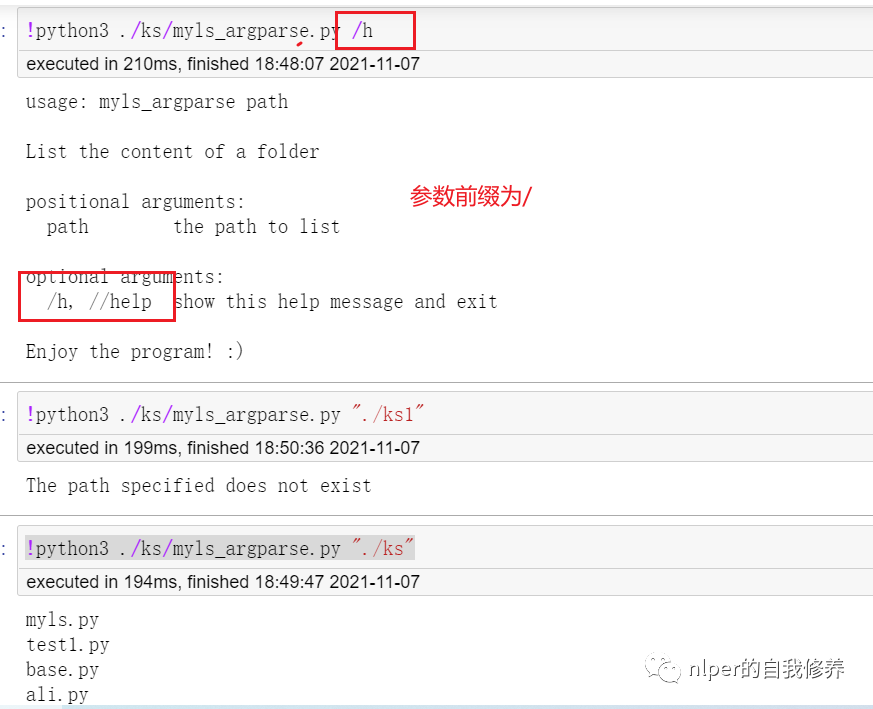 : !python3 ./ks/myls_argparse.py /h
executed in 210ms, finished 18:48:07 2021-11-07
usage: myls_argparse path
List the content of a folder
positional arguments:
path the path to list
参数前缀为/
optional arguments:
/h, //help show this help message and exit
Enjoy the program! :)
: !python3 ./ks/myls_argparse.py "./ks1"
executed in 199ms, finished 18:50:36 2021-11-07
The path specified does not exist
: !python3 ./ks/myls_argparse.py "./ks"
executed in 194ms, finished 18:49:47 2021-11-07
myls.py
test1.py
base.py
ali.py
nlper的自我修养